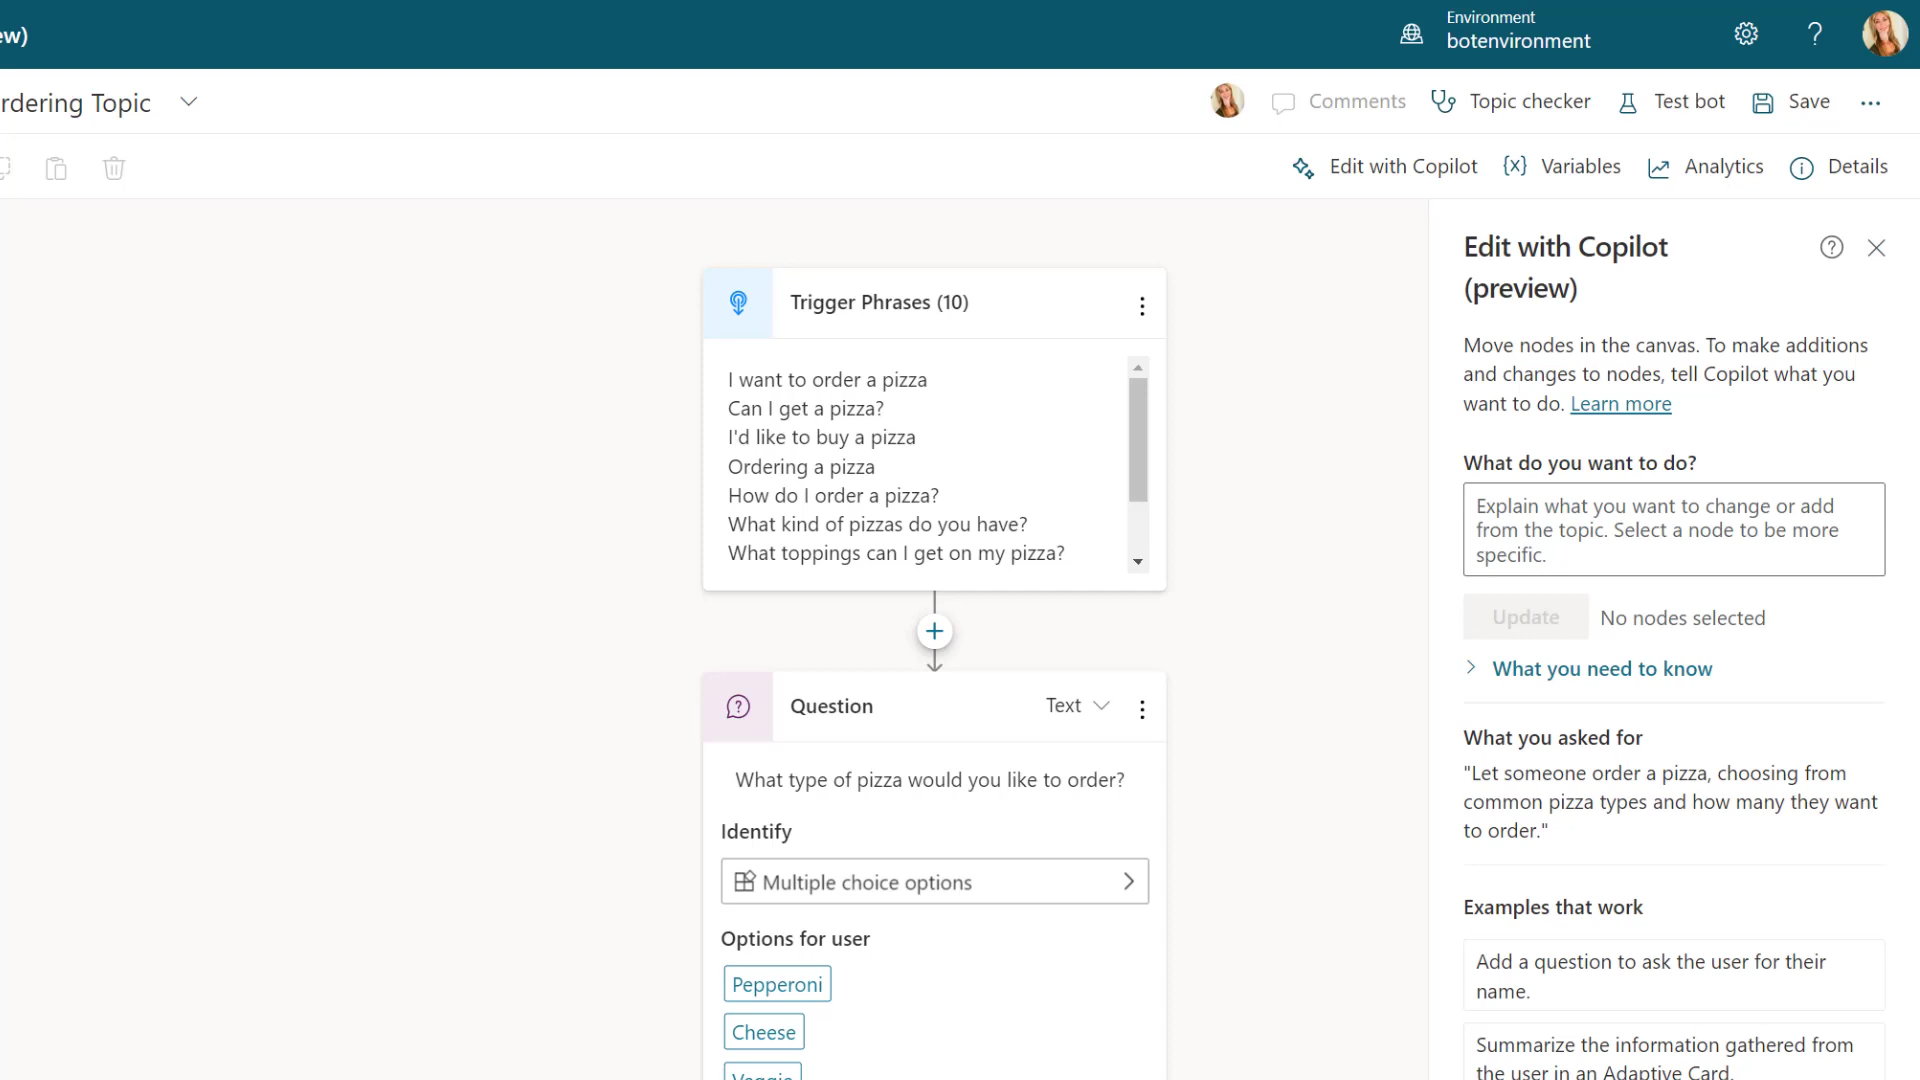 ew)
Environment
botenvironment
rdering Topic
Comments
Topic checker
Test bot
Save
Edit with Copilot
Variables
Analytics
Details
Trigger Phrases (10)
I want to order a pizza
Can I get a pizza?
I'd like to buy a pizza
Ordering a pizza
How do I order a pizza?
What kind of pizzas do you have?
What toppings can I get on my pizza?
Question
Text
What type of pizza would you like to order?
Identify
Multiple choice options
Options for user
Pepperoni
Cheese
Veggie
Edit with Copilot
(preview)
Move nodes in the canvas. To make additions
and changes to nodes, tell Copilot what you
want to do. Learn more
What do you want to do?
Explain what you want to change or add
from the topic. Select a node to be more
specific.
Update
No nodes selected
What you need to know
What you asked for
"Let someone order a pizza, choosing from
common pizza types and how many they want
to order."
Examples that work
Add a question to ask the user for their
name.
Summarize the information gathered from
the user in an Adaptive Card.